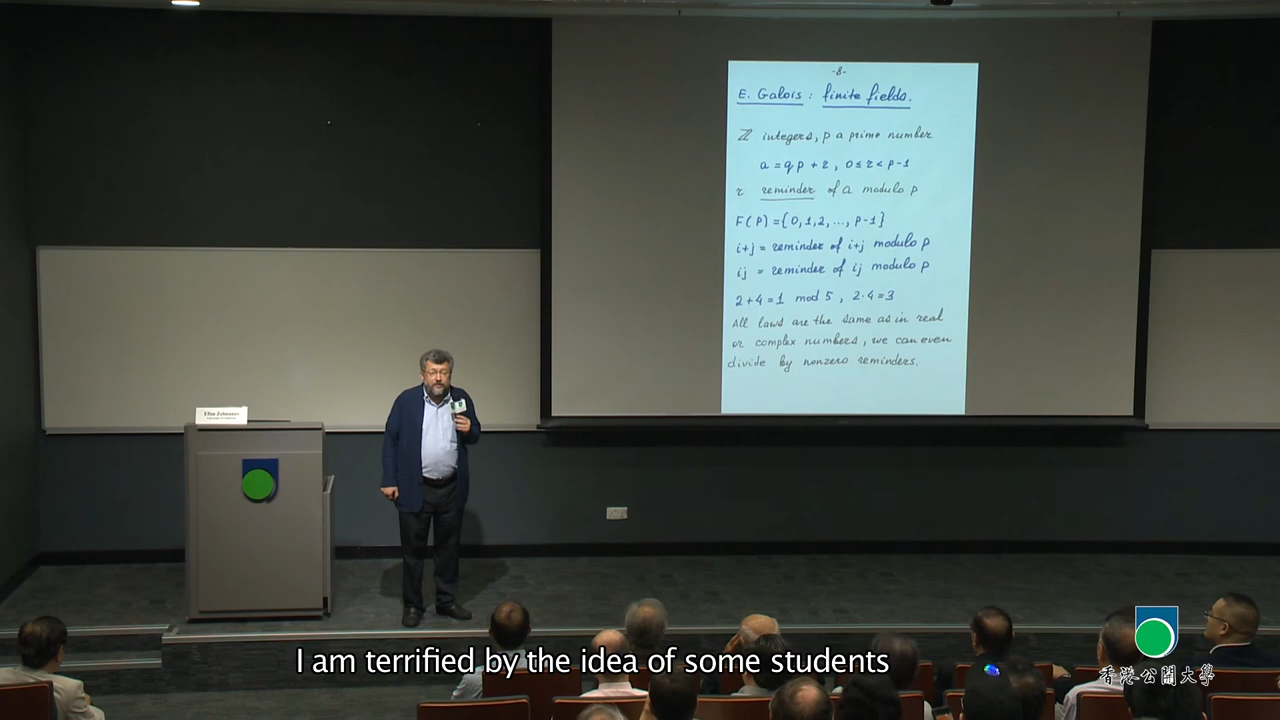 -8-
E. Galois : finite fields.
ℤ integers, p a prime number
a = qp + r , 0 ≤ r < p-1
r reminder of a modulo p
F(P) = {0, 1, 2, ..., p-1}
i+j = reminder of i+j modulo p
ij = reminder of ij modulo p
2+4=1 mod 5 , 2·4=3
All laws are the same as in real
or complex numbers, we can even
divide by nonzero reminders.
Efim Zelmanov
I am terrified by the idea of some students
香港公開大學